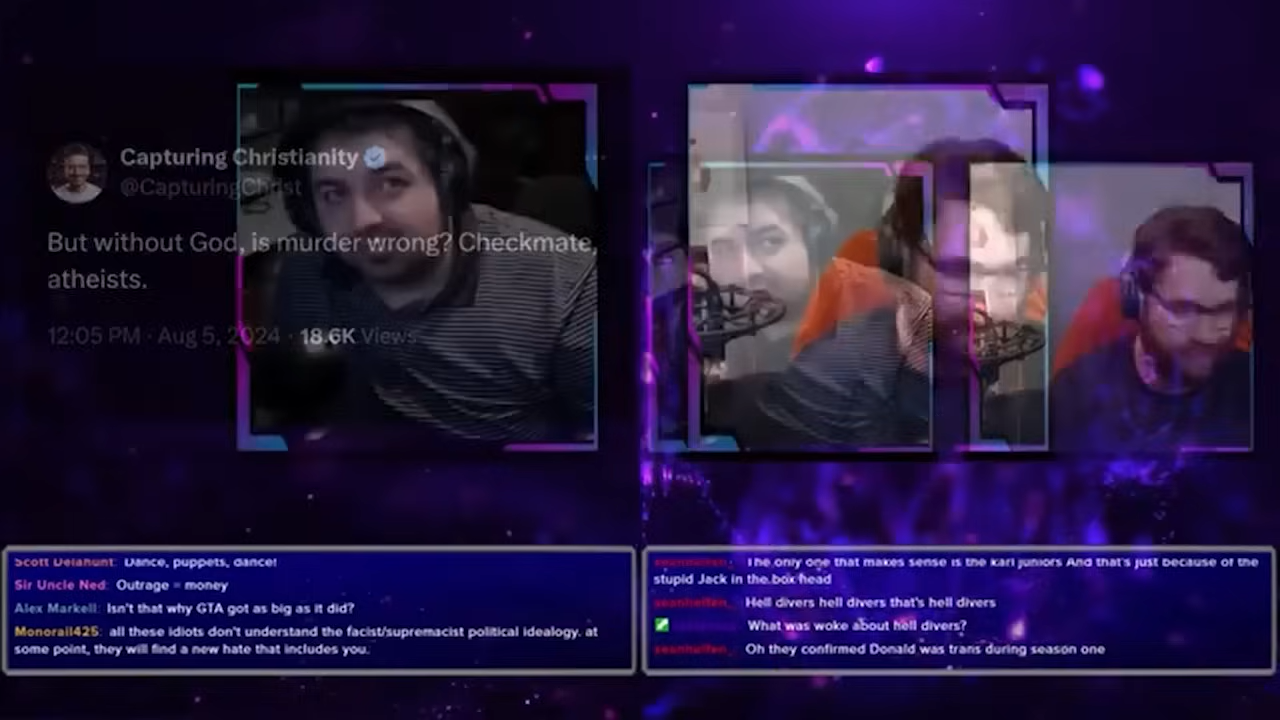 Capturing Christianity
@CapturingChrist
But without God, is murder wrong? Checkmate,
atheists.
12:05 PM · Aug 5, 2024 · 18.6K Views
Scott Delahunt: Dance, puppets, dance!
Sir Uncle Ned: Outrage = money
Alex Markell: Isn't that why GTA got as big as it did?
Monorail425: all these idiots don't understand the facist/supremacist political idealogy. at
some point, they will find a new hate that includes you.
The only one that makes sense is the karl juniors And that's just because of the
stupid Jack in the box head
Hell divers hell divers that's hell divers
What was woke about hell divers?
Oh they confirmed Donald was trans during season one